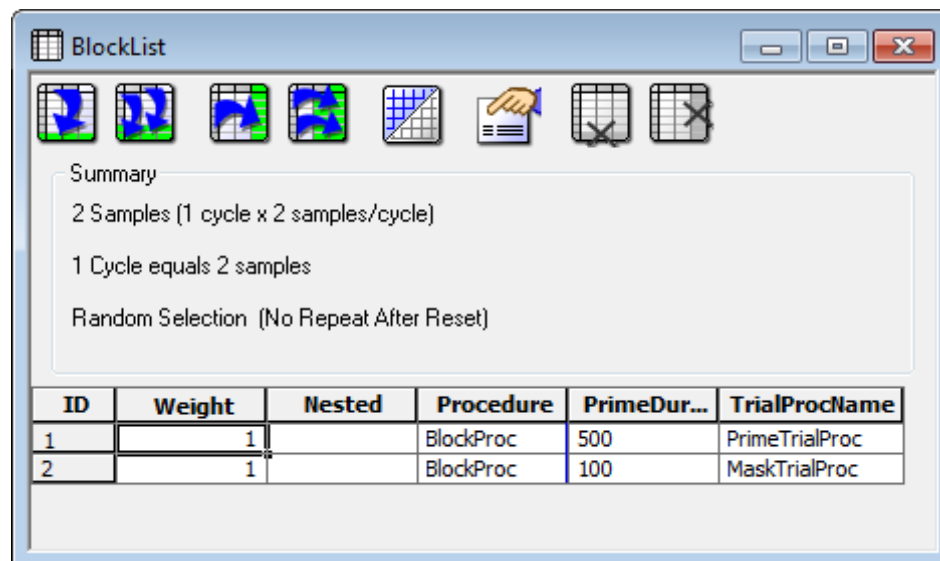 BlockList
Summary
2 Samples (1 cycle x 2 samples/cycle)
1 Cycle equals 2 samples
Random Selection (No Repeat After Reset)
ID Weight Nested Procedure PrimeDur... TrialProcName
1 1 BlockProc 500 PrimeTrialProc
2 1 BlockProc 100 MaskTrialProc